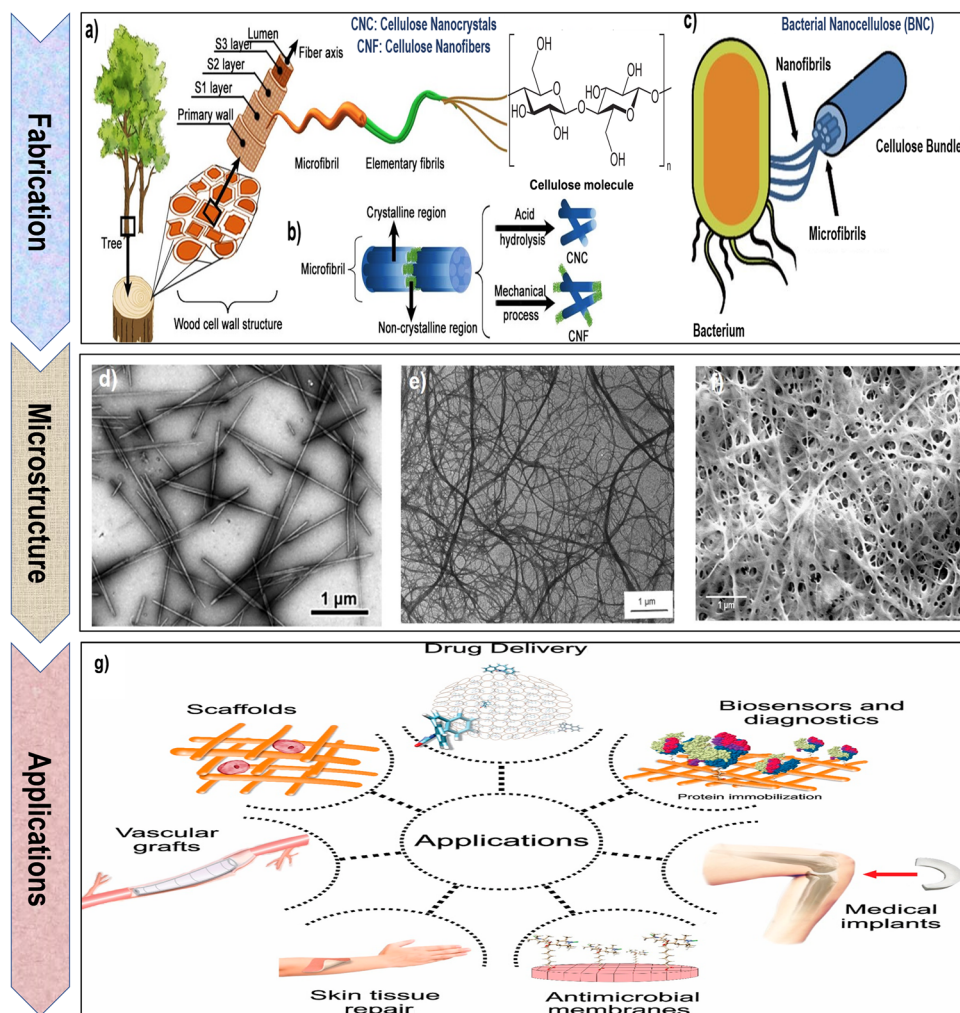 Fabrication
a)
CNC: Cellulose Nanocrystals
CNF: Cellulose Nanofibers
Lumen
S3 layer
Fiber axis
S2 layer
S1 layer
Primary wall
Microfibril
Elementary fibrils
OH
OH
OH
O
O
HO
O
O
HO
OH
OH
n
Cellulose molecule
Tree
Wood cell wall structure
b)
Crystalline region
Microfibril
Non-crystalline region
Acid
hydrolysis
CNC
Mechanical
process
CNF
c)
Bacterial Nanocellulose (BNC)
Nanofibrils
Cellulose Bundle
Microfibrils
Bacterium
Microstructure
d)
1 µm
e)
1 µm
f)
1 µm
Applications
g)
Drug Delivery
Scaffolds
Biosensors and
diagnostics
Protein immobilization
Vascular
grafts
Applications
Medical
implants
Skin tissue
repair
Antimicrobial
membranes